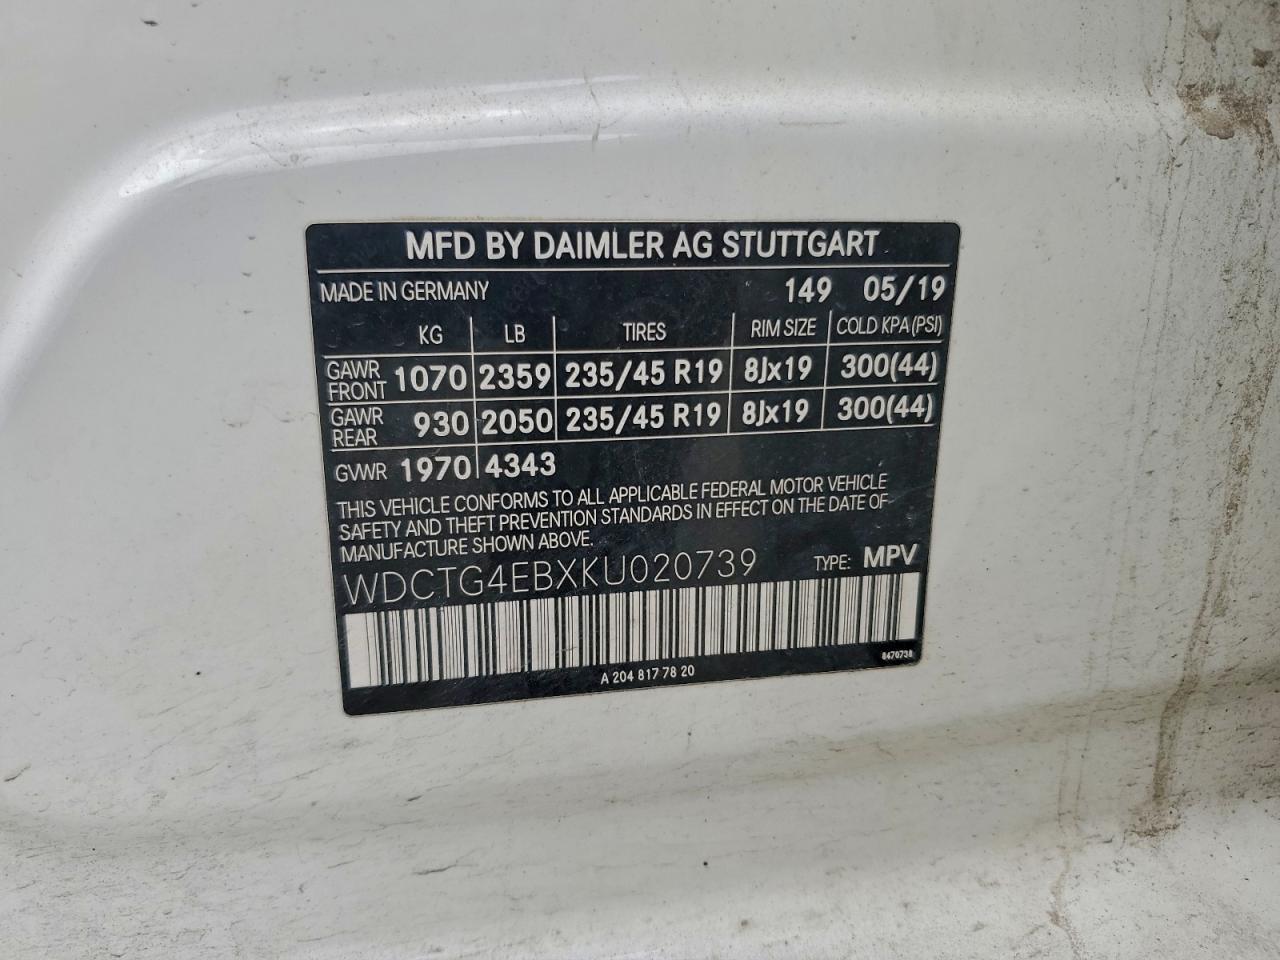 MFD BY DAIMLER AG STUTTGART
MADE IN GERMANY 149 05/19
KG LB TIRES RIM SIZE COLD KPA (PSI)
GAWR FRONT 1070 2359 235/45 R19 8Jx19 300(44)
GAWR REAR 930 2050 235/45 R19 8Jx19 300(44)
GVWR 1970 4343
THIS VEHICLE CONFORMS TO ALL APPLICABLE FEDERAL MOTOR VEHICLE
SAFETY AND THEFT PREVENTION STANDARDS IN EFFECT ON THE DATE OF
MANUFACTURE SHOWN ABOVE.
WDCTG4EBXKU020739 TYPE: MPV
A 204 817 78 20 8470738